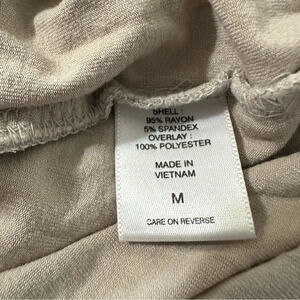 SHELL :
95% RAYON
5% SPANDEX
OVERLAY :
100% POLYESTER
MADE IN
VIETNAM
M
CARE ON REVERSE